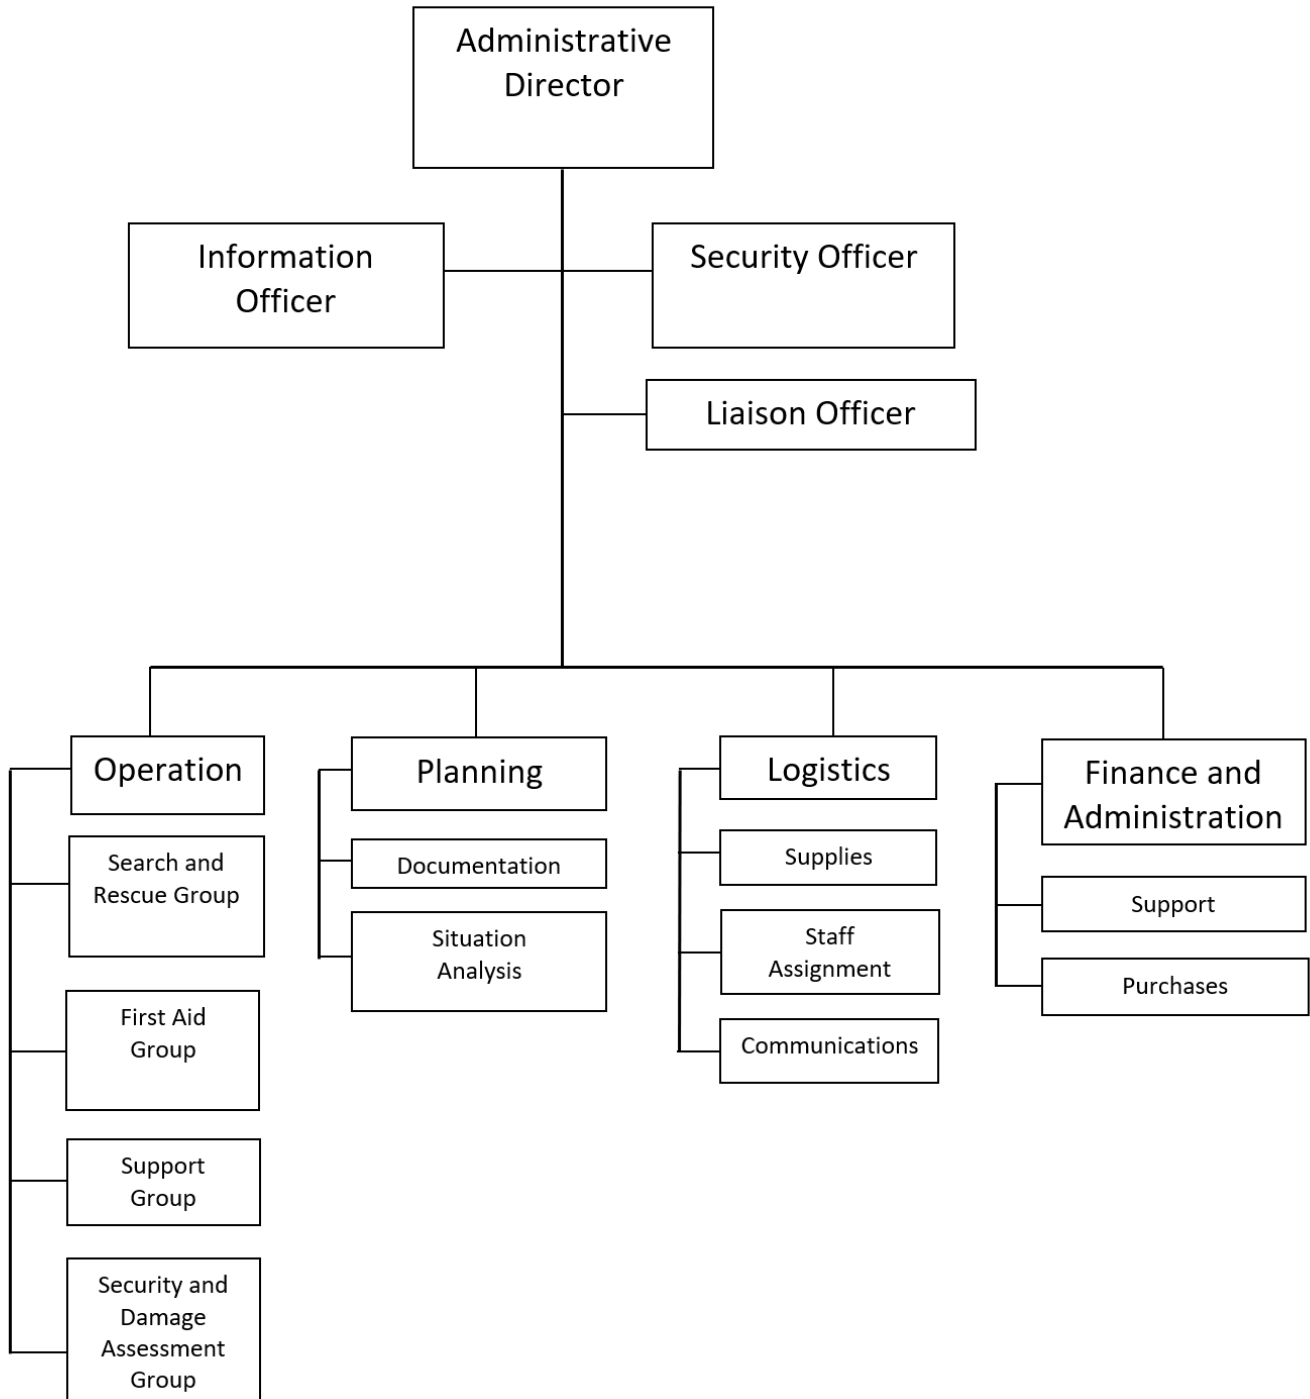 Administrative
Director
Information
Officer
Security Officer
Liaison Officer
Operation
Search and
Rescue Group
First Aid
Group
Support
Group
Security and
Damage
Assessment
Group
Planning
Documentation
Situation
Analysis
Logistics
Supplies
Staff
Assignment
Communications
Finance and
Administration
Support
Purchases